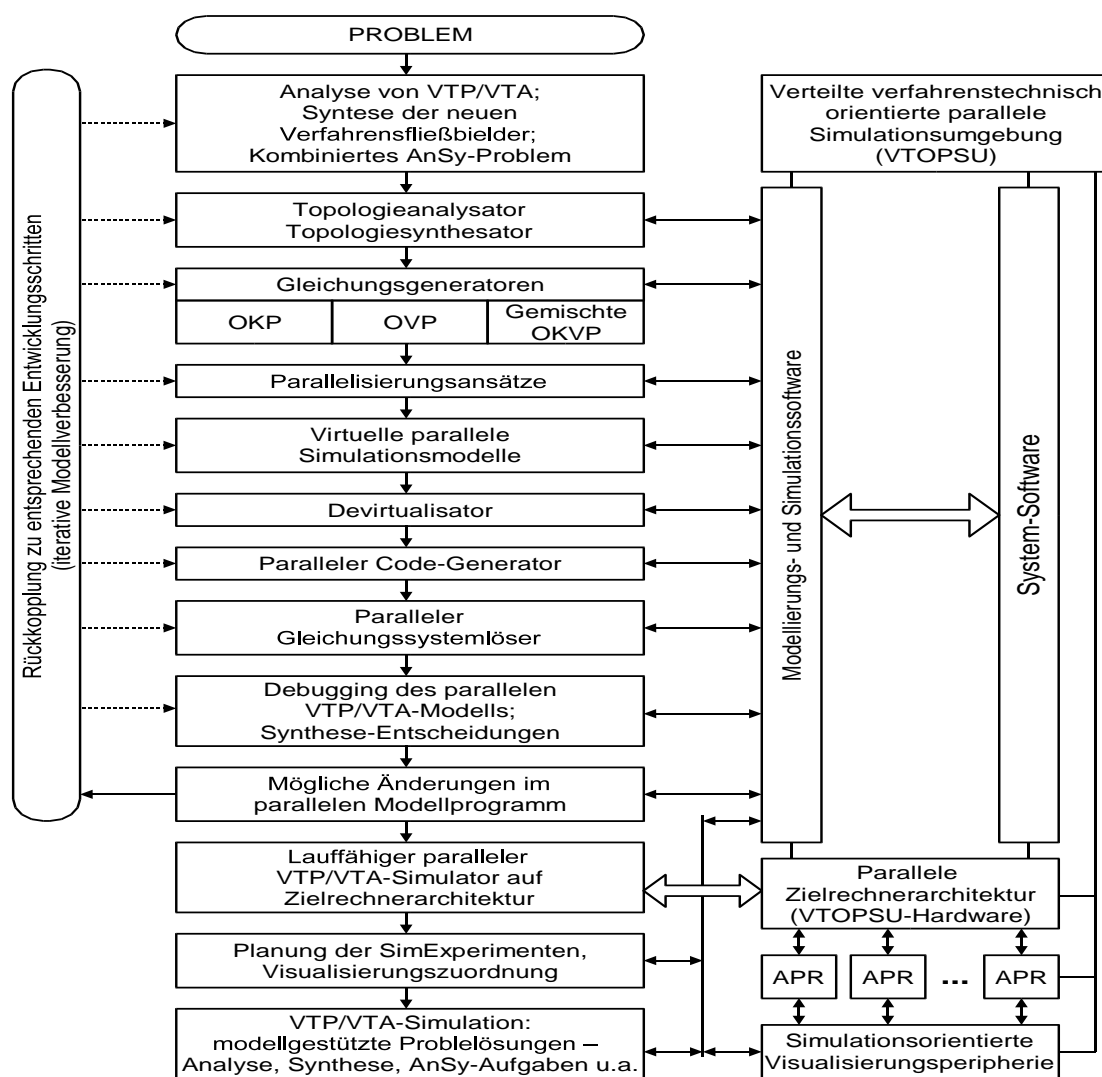 PROBLEM
Analyse von VTP/VTA;
Syntese der neuen
Verfahrensfließbielder;
Kombiniertes AnSy-Problem
Topologieanalysator
Topologiesynthesator
Gleichungsgeneratoren
OKP
OVP
Gemischte
OKVP
Parallelisierungsansätze
Virtuelle parallele
Simulationsmodelle
Devirtualisator
Paralleler Code-Generator
Paralleler
Gleichungssystemlöser
Debugging des parallelen
VTP/VTA-Modells;
Synthese-Entscheidungen
Mögliche Änderungen im
parallelen Modellprogramm
Lauffähiger paralleler
VTP/VTA-Simulator auf
Zielrechnerarchitektur
Planung der SimExperimenten,
Visualisierungszuordnung
VTP/VTA-Simulation:
modellgestützte Problelösungen –
Analyse, Synthese, AnSy-Aufgaben u.a.
Rückkopplung zu entsprechenden Entwicklungsschritten
(iterative Modellverbesserung)
Verteilte verfahrenstechnisch
orientierte parallele
Simulationsumgebung
(VTOPSU)
Modellierungs- und Simulationssoftware
System-Software
Parallele
Zielrechnerarchitektur
(VTOPSU-Hardware)
APR
APR
...
APR
Simulationsorientierte
Visualisierungsperipherie